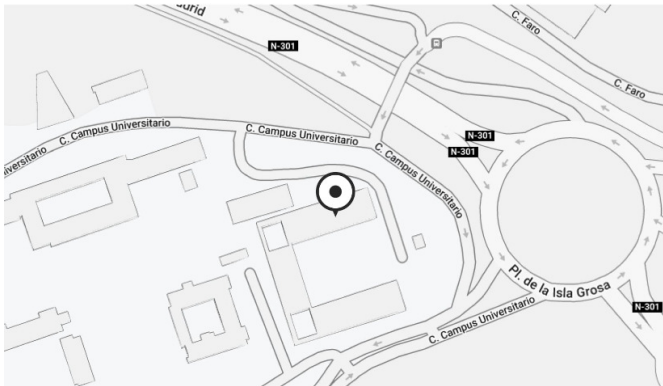 N-301
C. Faro
C. Faro
C. Campus Universitario
C. Campus Universitario
C. Campus Universitario
N-301
N-301
Pl. de la Isla Grosa
N-301
C. Campus Universitario